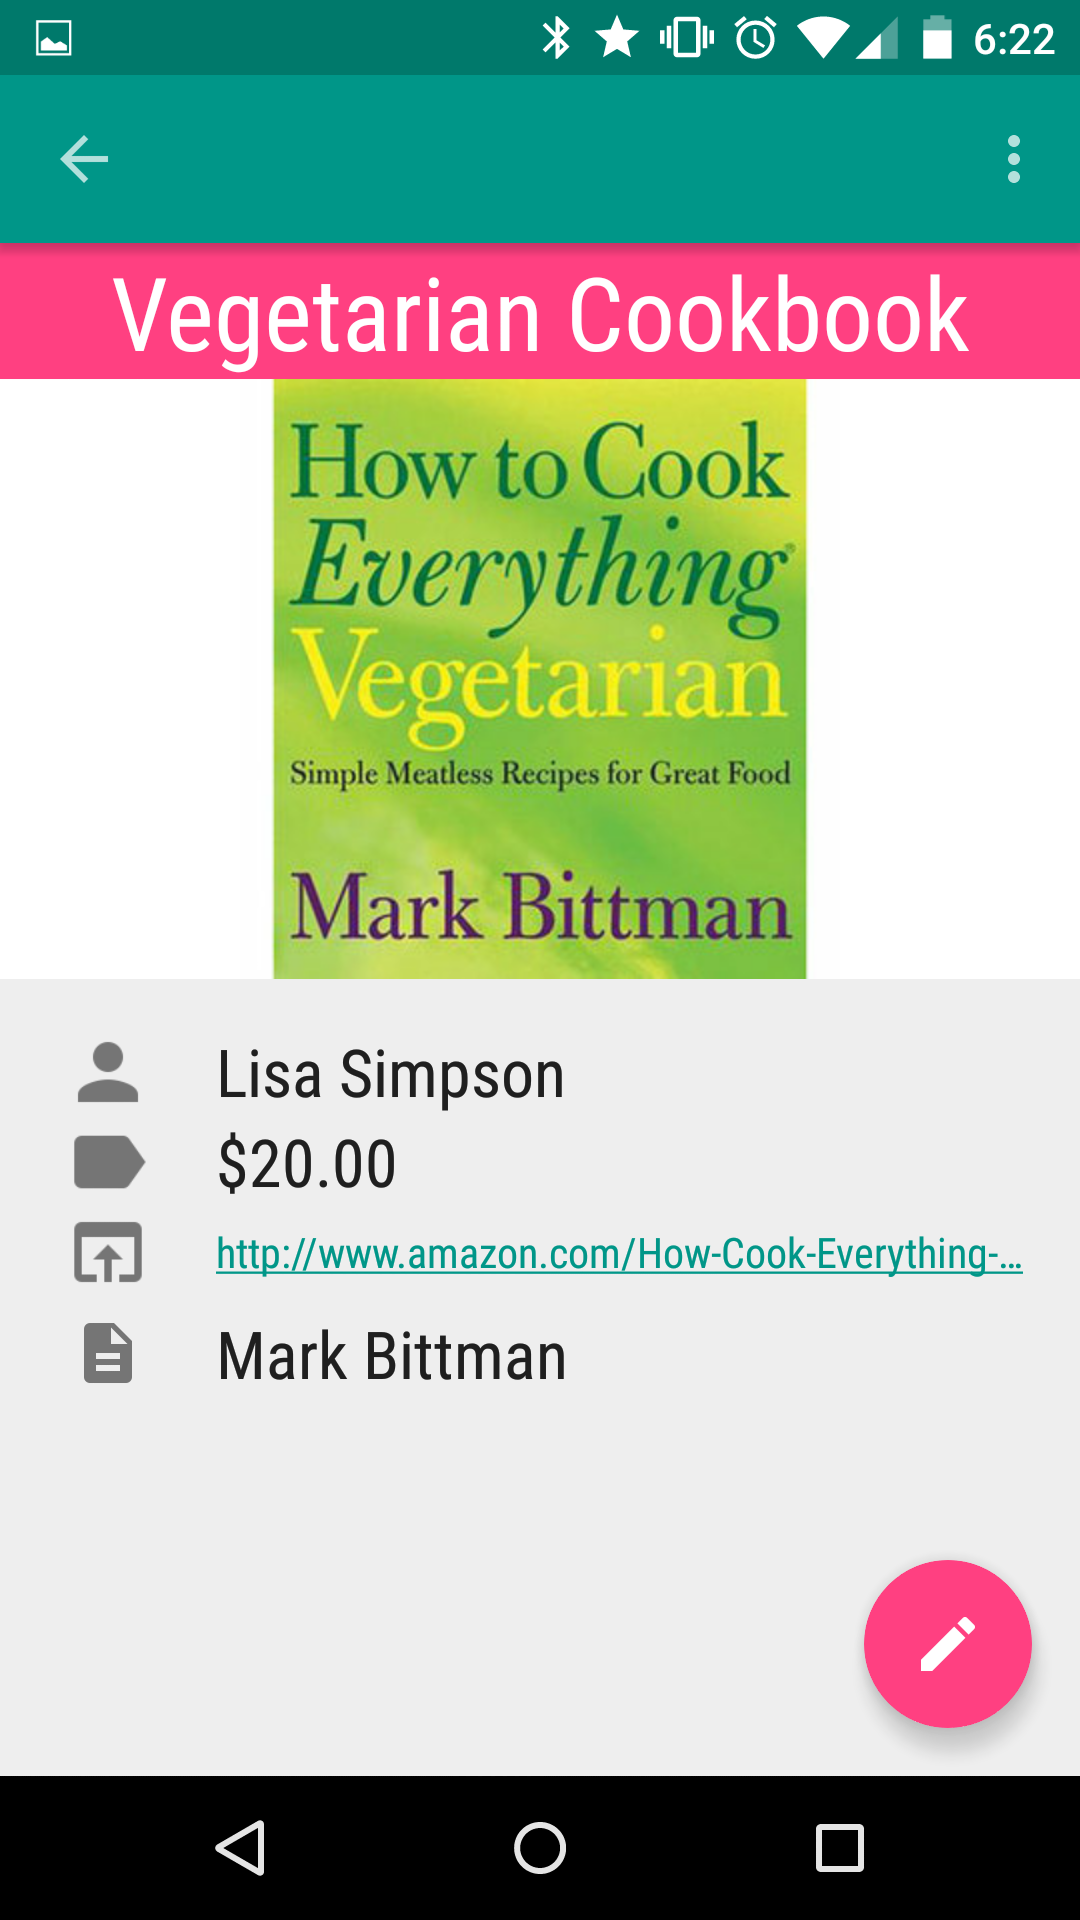 6:22
Vegetarian Cookbook
How to Cook
Everything®
Vegetarian
Simple Meatless Recipes for Great Food
Mark Bittman
Lisa Simpson
$20.00
http://www.amazon.com/How-Cook-Everything-...
Mark Bittman